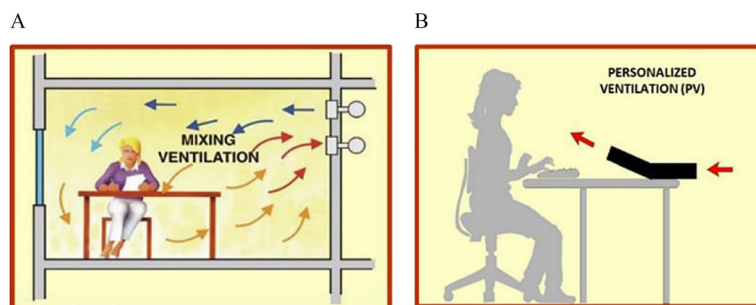 A
B
MIXING
VENTILATION
PERSONALIZED
VENTILATION (PV)